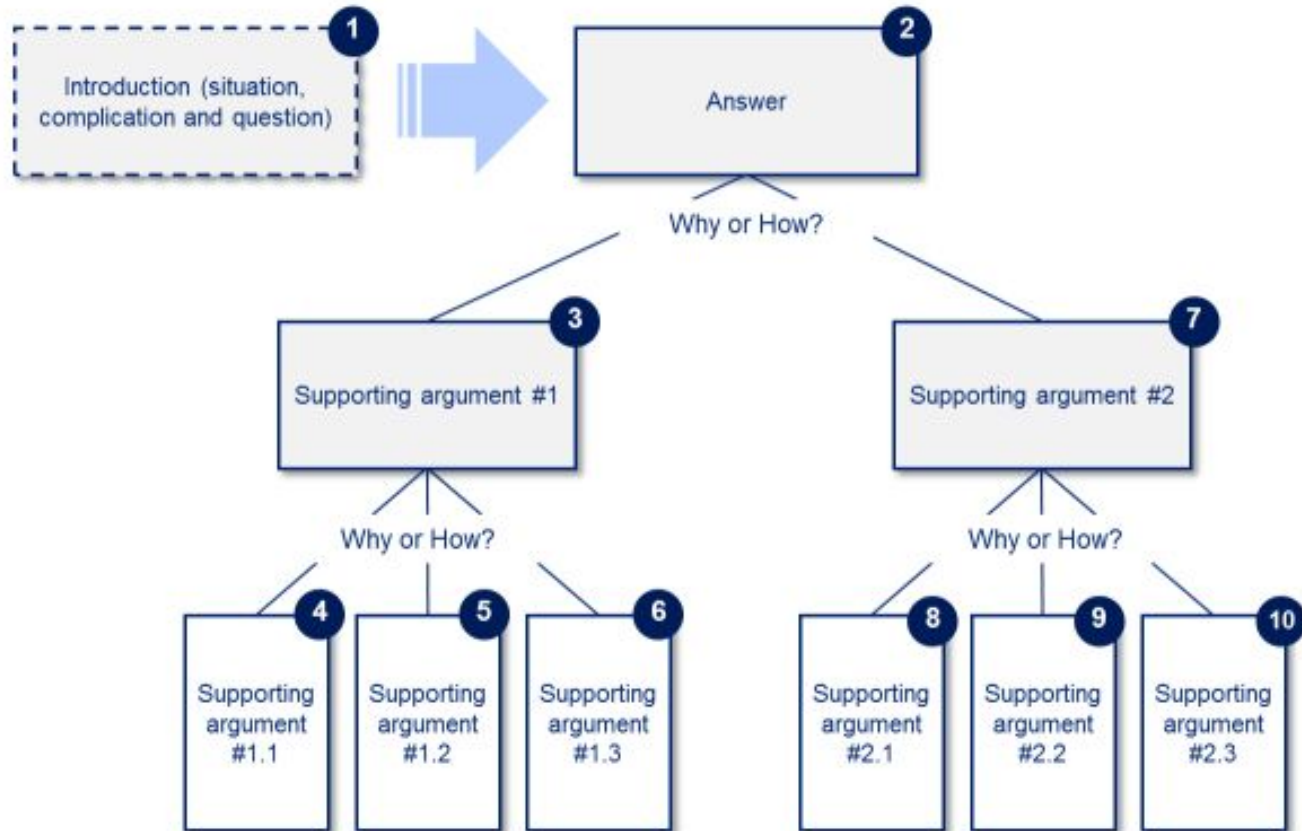 1
Introduction (situation,
complication and question)
2
Answer
Why or How?
3
Supporting argument #1
7
Supporting argument #2
Why or How?
Why or How?
4
Supporting
argument
#1.1
5
Supporting
argument
#1.2
6
Supporting
argument
#1.3
8
Supporting
argument
#2.1
9
Supporting
argument
#2.2
10
Supporting
argument
#2.3